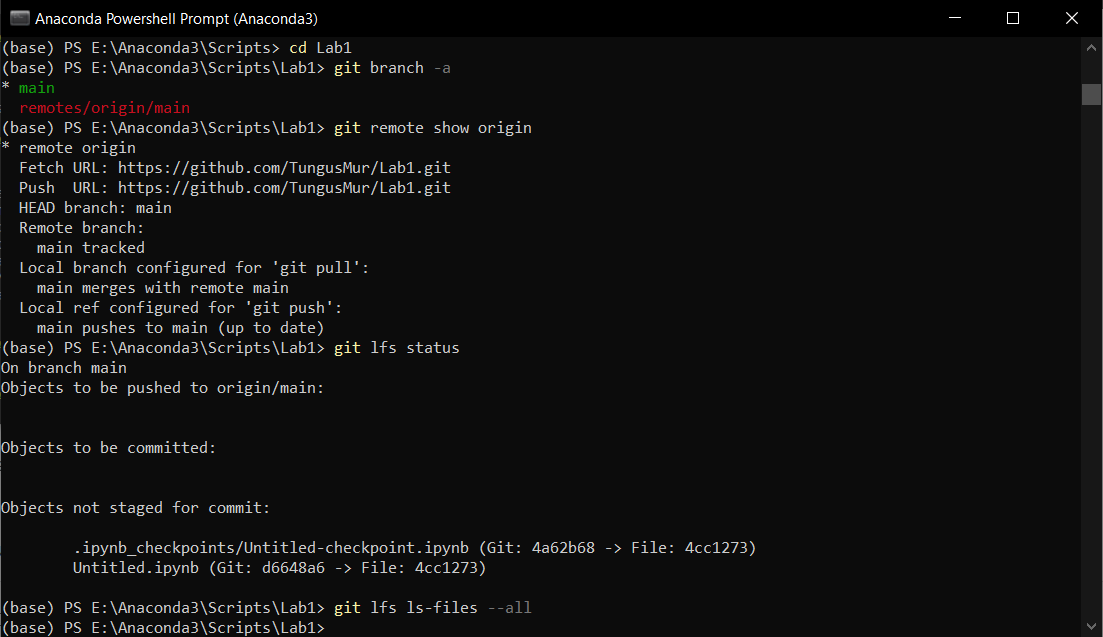 Anaconda Powershell Prompt (Anaconda3)
(base) PS E:\Anaconda3\Scripts> cd Lab1
(base) PS E:\Anaconda3\Scripts\Lab1> git branch -a
* main
  remotes/origin/main
(base) PS E:\Anaconda3\Scripts\Lab1> git remote show origin
* remote origin
  Fetch URL: https://github.com/TungusMur/Lab1.git
  Push  URL: https://github.com/TungusMur/Lab1.git
  HEAD branch: main
  Remote branch:
    main tracked
  Local branch configured for 'git pull':
    main merges with remote main
  Local ref configured for 'git push':
    main pushes to main (up to date)
(base) PS E:\Anaconda3\Scripts\Lab1> git lfs status
On branch main
Objects to be pushed to origin/main:
Objects to be committed:
Objects not staged for commit:
        .ipynb_checkpoints/Untitled-checkpoint.ipynb (Git: 4a62b68 -> File: 4cc1273)
        Untitled.ipynb (Git: d6648a6 -> File: 4cc1273)
(base) PS E:\Anaconda3\Scripts\Lab1> git lfs ls-files --all
(base) PS E:\Anaconda3\Scripts\Lab1>